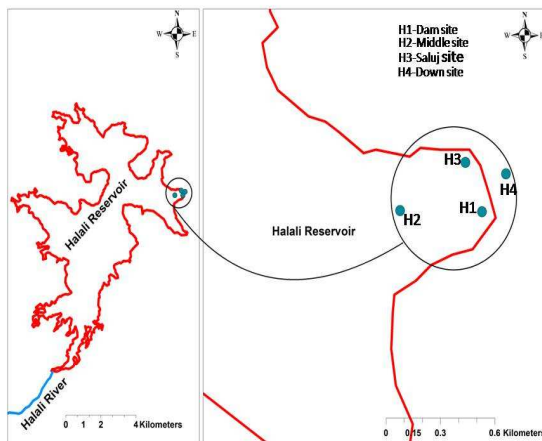 N
W E
S
Halali Reservoir
Halali River
0 1 2 4 Kilometers
N
W E
S
H1-Dam site
H2-Middle site
H3-Saluj site
H4-Down site
H3
H4
H2
H1
Halali Reservoir
0 0.15 0.3 0.6 Kilometers